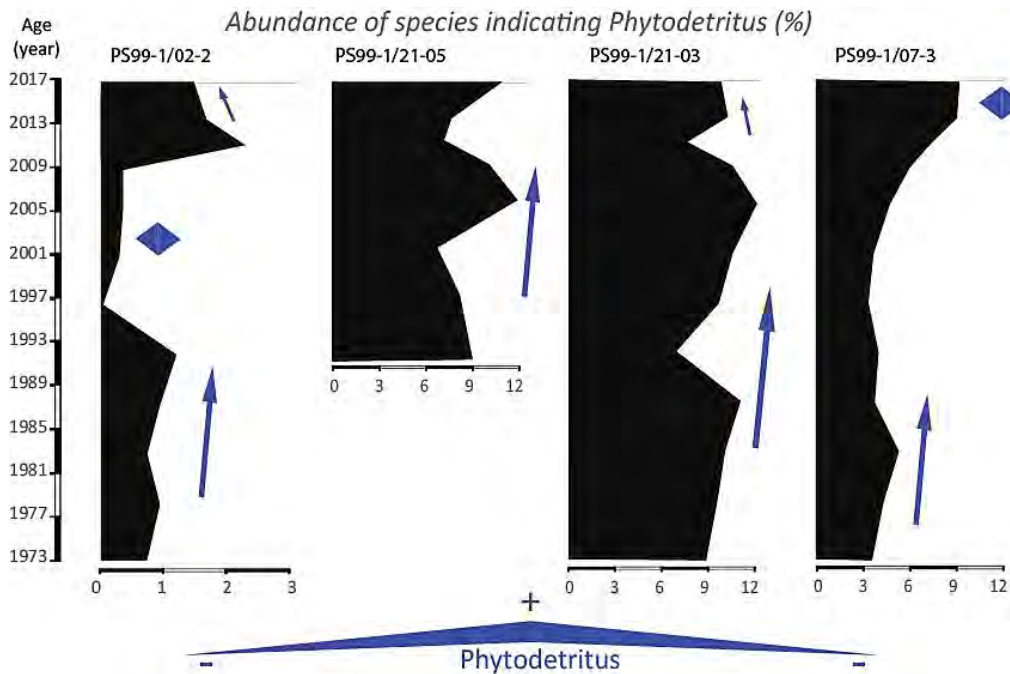 Abundance of species indicating Phytodetritus (%)
Age
(year)
PS99-1/02-2 PS99-1/21-05 PS99-1/21-03 PS99-1/07-3
2017
2013
2009
2005
2001
1997
1993
1989
1985
1981
1977
1973
0 3 6 9 12
0 1 2 3
0 3 6 9 12
0 3 6 9 12
+
- Phytodetritus -